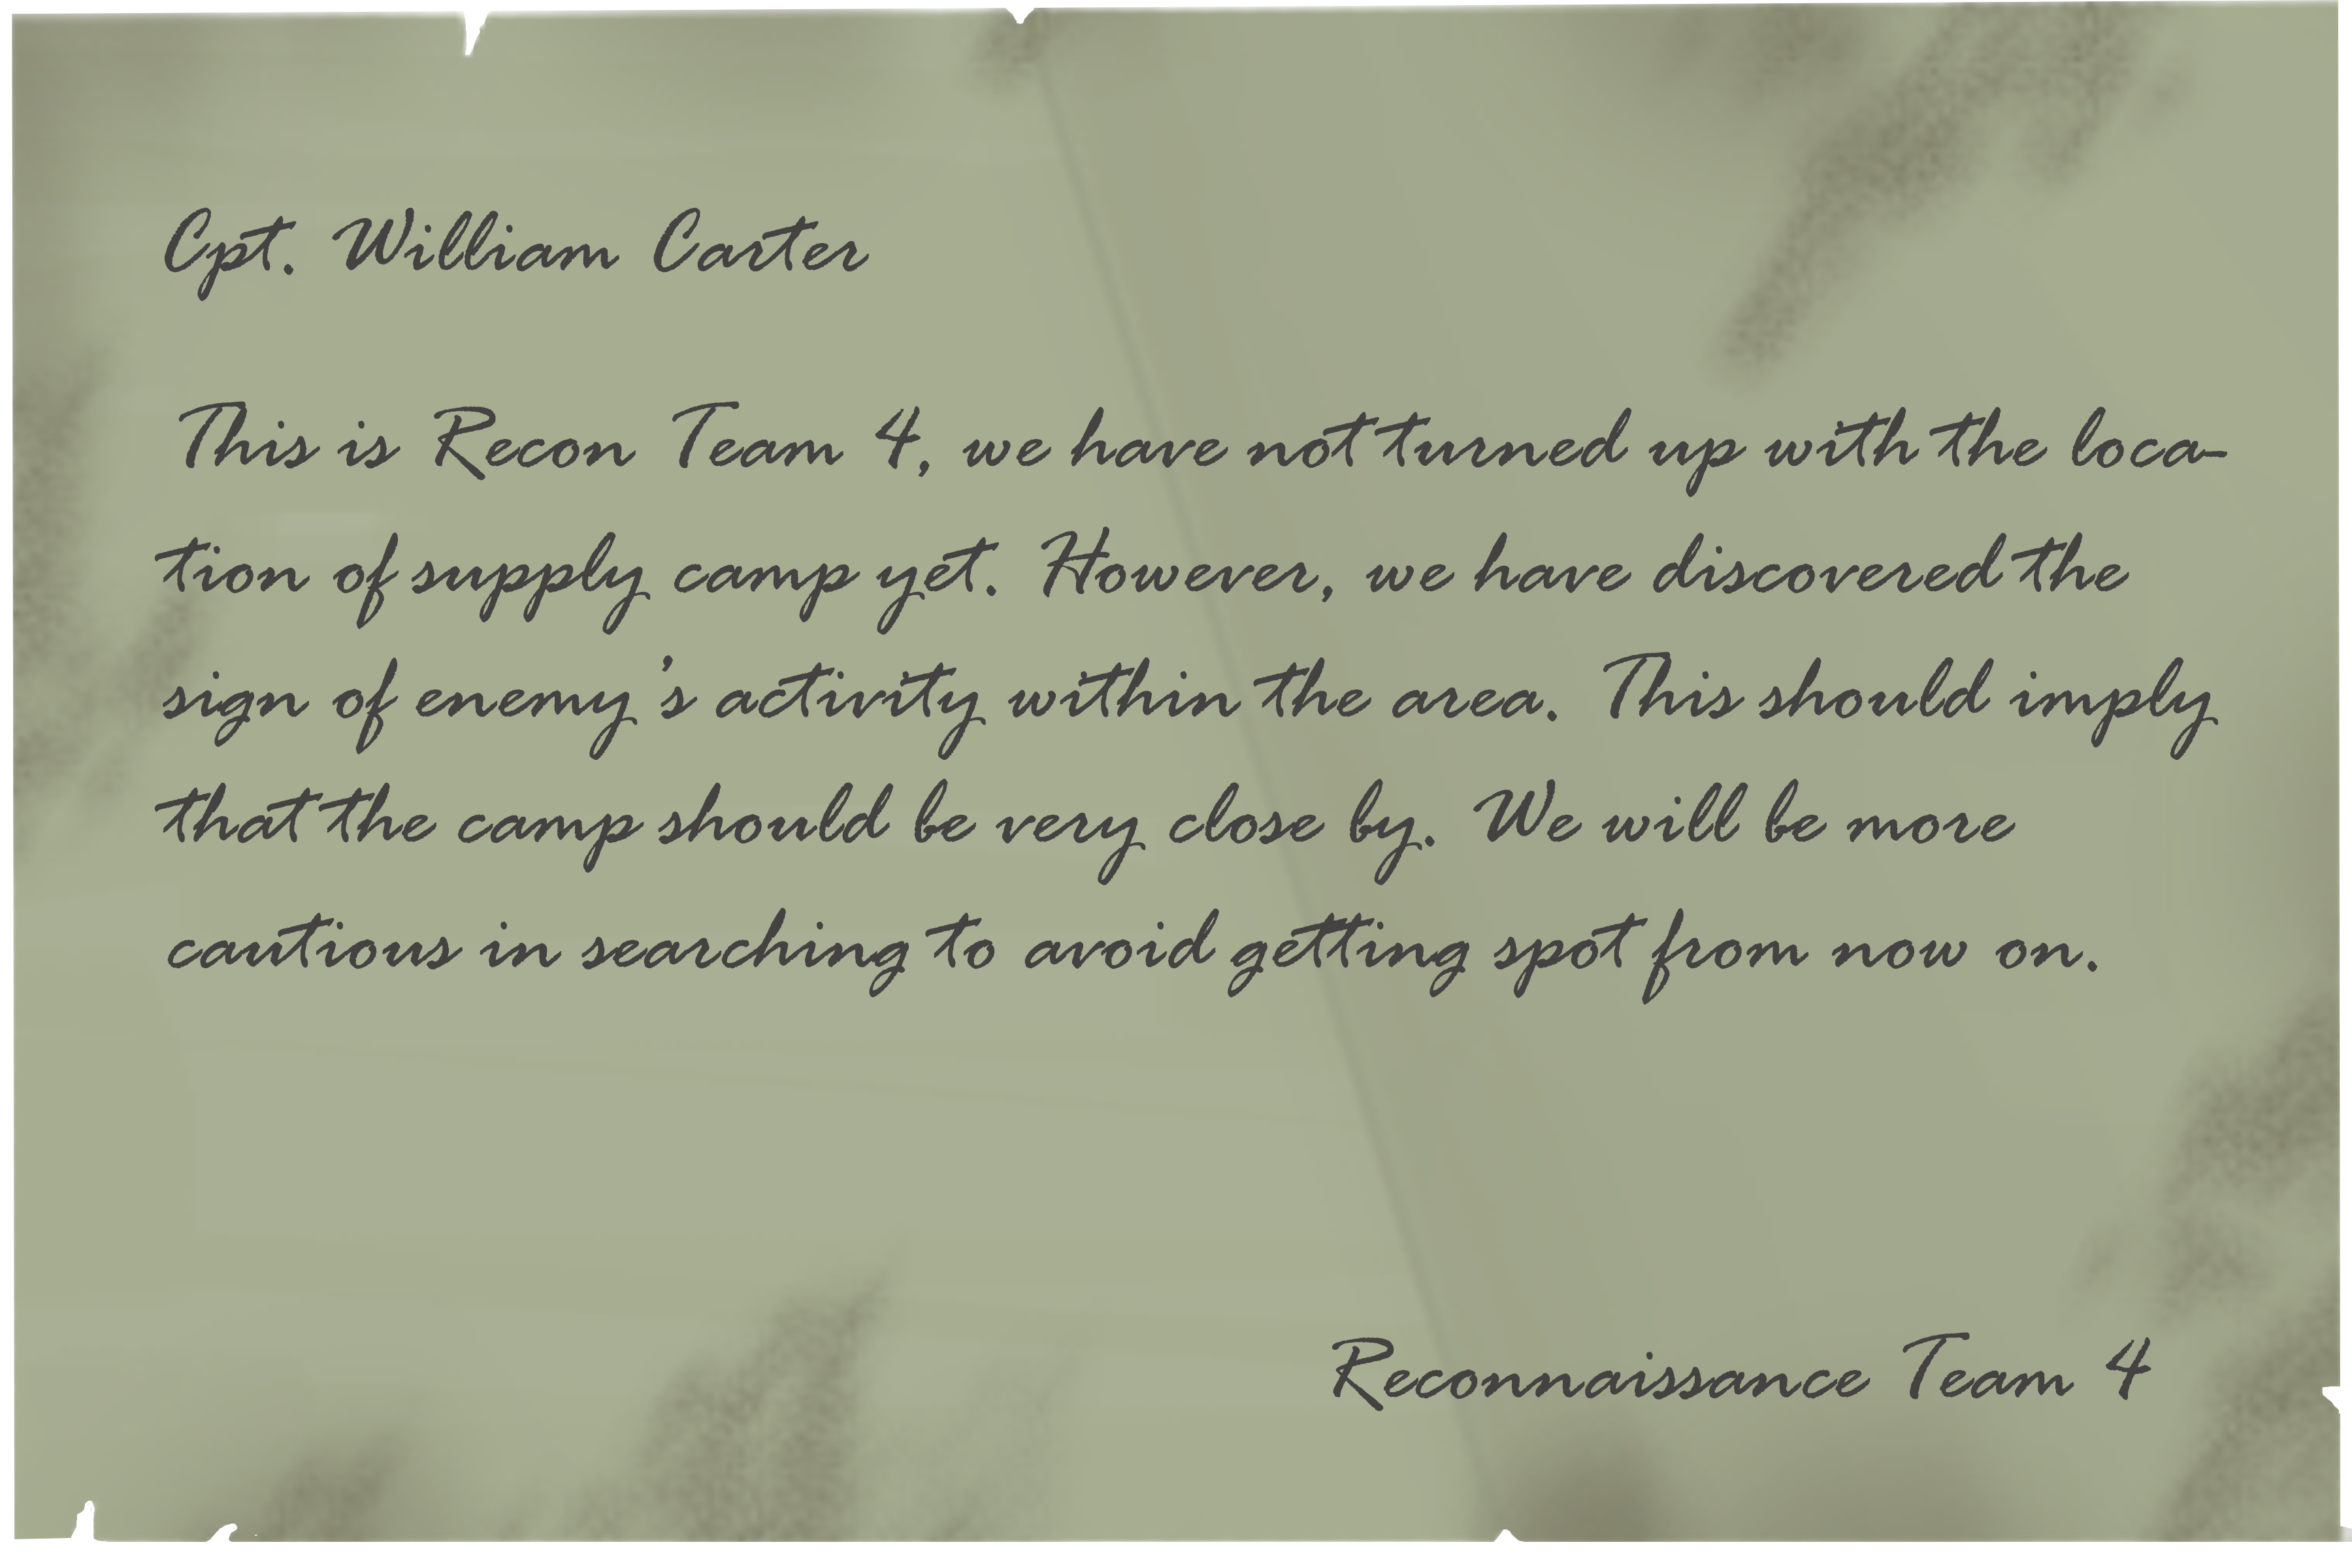 Cpt. William Carter
This is Recon Team 4, we have not turned up with the loca-
tion of supply camp yet. However, we have discovered the
sign of enemy's activity within the area. This should imply
that the camp should be very close by. We will be more
cautious in searching to avoid getting spot from now on.
Reconnaissance Team 4